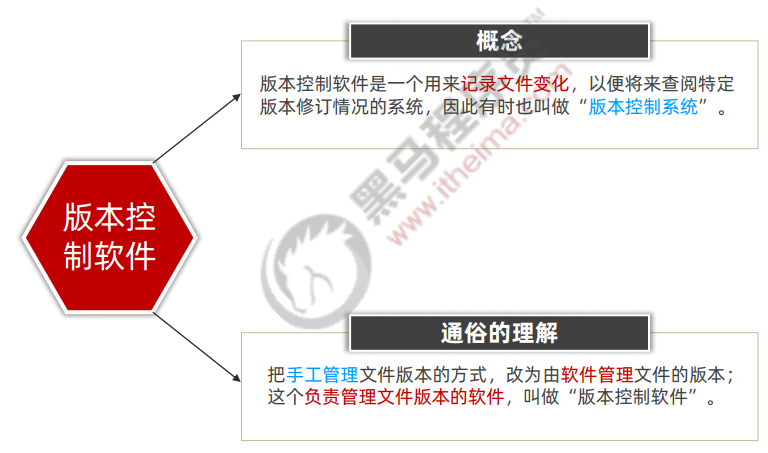 概念
版本控制软件是一个用来记录文件变化，以便将来查阅特定
版本修订情况的系统，因此有时也叫做“版本控制系统”。
版本控
制软件
黑马程序员™
www.itheima.com
通俗的理解
把手工管理文件版本的方式，改为由软件管理文件的版本；
这个负责管理文件版本的软件，叫做“版本控制软件”。